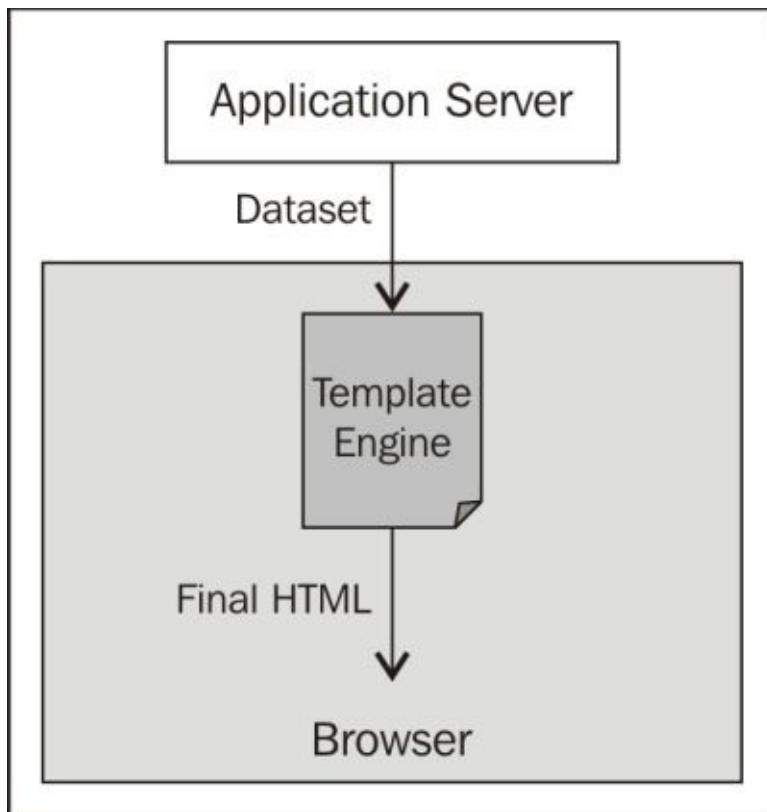 Application Server
Dataset
Template
Engine
Final HTML
Browser